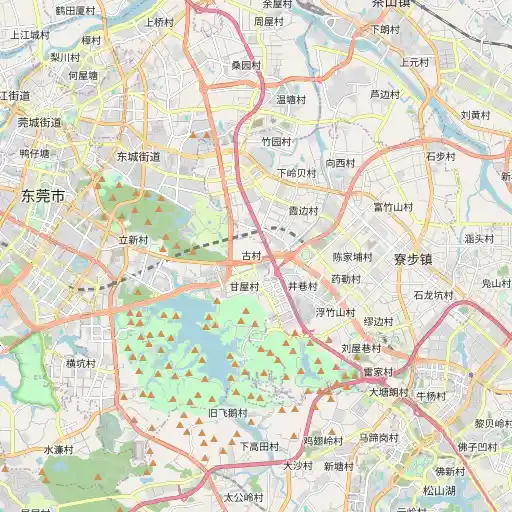 鹤田厦村
上桥村
余屋村
周屋村
茶山镇
上江城村
樟村
下朗村
梨川村
桑园村
上元村
何屋塘
温塘村
芦边村
江街道
莞城街道
刘黄村
竹园村
鸭仔塘
东城街道
向西村
石步村
下岭贝村
东莞市
霞边村
富竹山村
立新村
涵头村
古村
陈家埔村
寮步镇
药勒村
甘屋村
井巷村
凫山村
石龙坑村
浮竹山村
缪边村
刘屋巷村
横坑村
雷家村
大塘朗村
牛杨村
旧飞鹅村
黎贝岭村
马蹄岗村
鸡翅岭村
下高田村
佛子凹村
水濂村
大沙村
新塘村
佛新村
松山湖
太公岭村